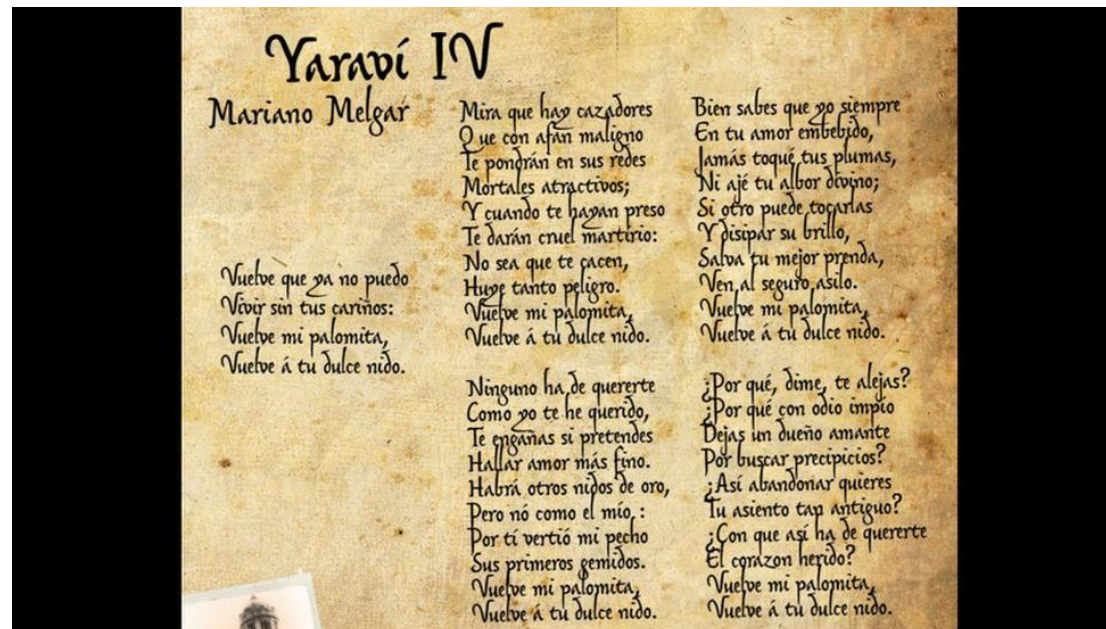 Yaraví IV
Mariano Melgar
Vuelve que ya no puedo
Vivir sin tus cariños:
Vuelve mi palomita,
Vuelve á tu dulce nido.
Mira que hay cazadores
Que con afán maligno
Te pondrán en sus redes
Mortales atractivos;
Y cuando te hayan preso
Te darán cruel martirio:
No sea que te cacen,
Huye tanto peligro.
Vuelve mi palomita,
Vuelve á tu dulce nido.
Ninguno ha de quererte
Como yo te he querido,
Te engañas si pretendes
Hallar amor más fino.
Habrá otros nidos de oro,
Pero nó como el mío :
Por tí vertió mi pecho
Sus primeros gemidos.
Vuelve mi palomita,
Vuelve á tu dulce nido.
Bien sabes que yo siempre
En tu amor embebido,
Jamás toqué tus plumas,
Ni ajé tu albor divino;
Si otro puede tocarlas
Y disipar su brillo,
Salva tu mejor prenda,
Ven al seguro asilo.
Vuelve mi palomita,
Vuelve á tu dulce nido.
¿Por qué, dime, te alejas?
¿Por qué con odio impío
Dejas un dueño amante
Por buscar precipicios?
¿Así abandonar quieres
Tu asiento tan antiguo?
¿Con que así ha de quererte
El corazon herido?
Vuelve mi palomita,
Vuelve á tu dulce nido.